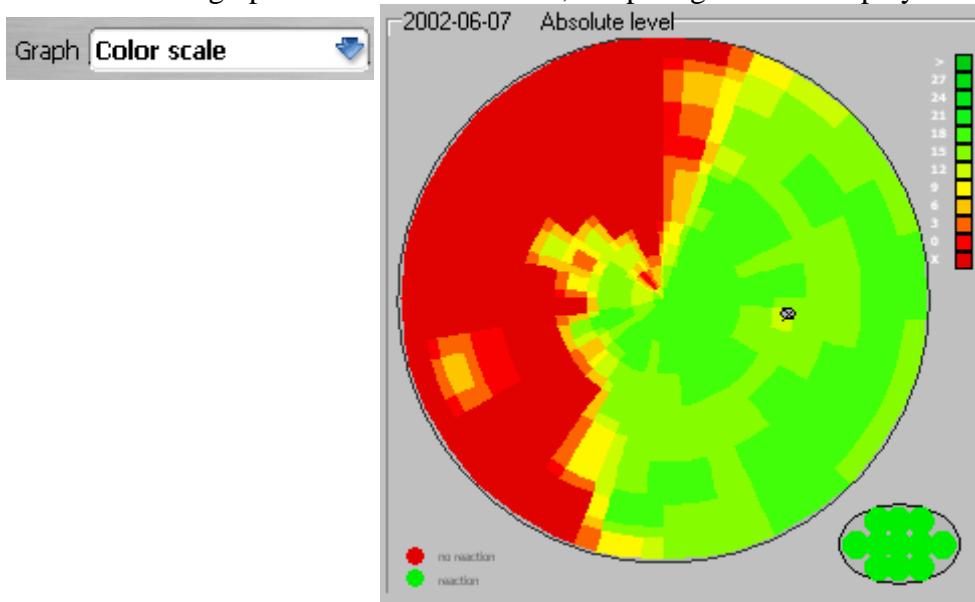 Graph Color scale
2002-06-07 Absolute level
>
27
24
21
18
15
12
9
6
3
0
X
no reaction
reaction